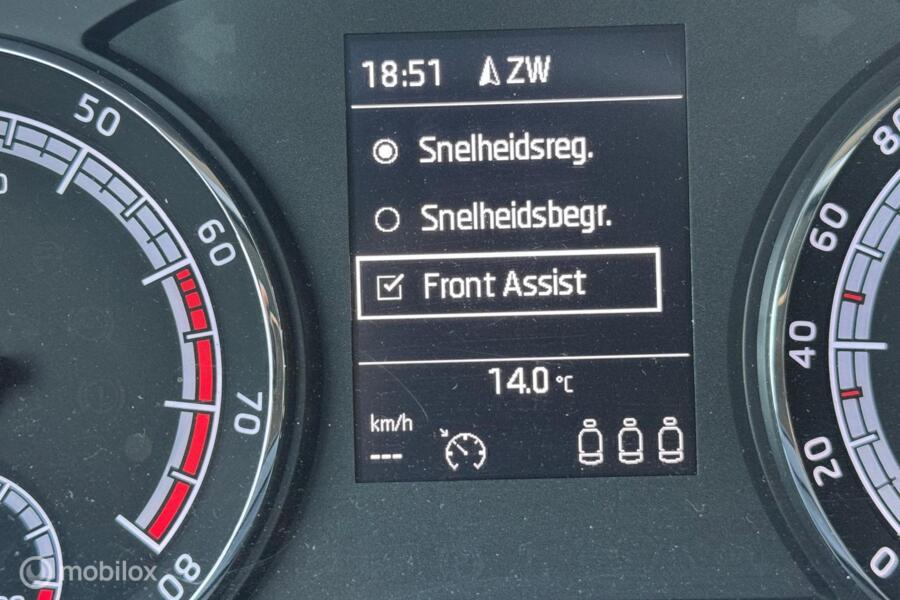 18:51 ZW
Snelheidsreg.
Snelheidsbegr.
Front Assist
14.0 °C
km/h
---
50
60
70
80
80
60
40
20
0
mobilox